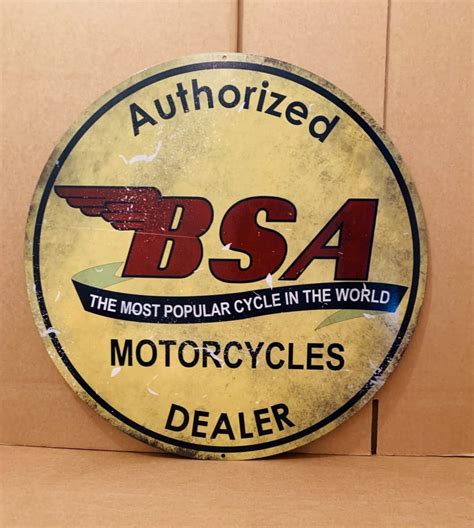 Authorized
BSA
THE MOST POPULAR CYCLE IN THE WORLD
MOTORCYCLES
DEALER